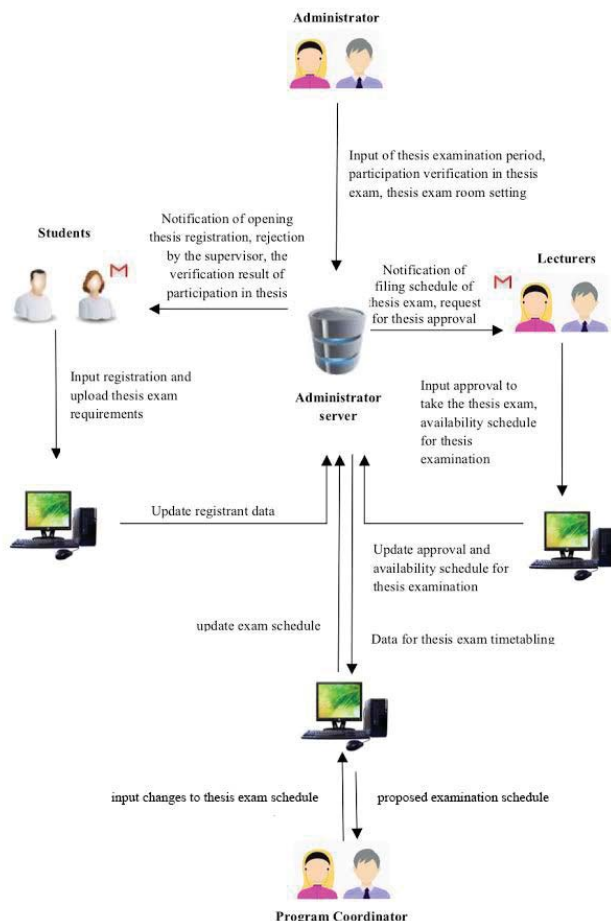 Administrator
Input of thesis examination period,
participation verification in thesis
exam, thesis exam room setting
Students
Notification of opening
thesis registration, rejection
by the supervisor, the
verification result of
participation in thesis
Notification of
filing schedule of
thesis exam, request
for thesis approval
Lecturers
Input registration and
upload thesis exam
requirements
Administrator
server
Input approval to
take the thesis exam,
availability schedule
for thesis
examination
Update registrant data
Update approval and
availability schedule for
thesis examination
update exam schedule
Data for thesis exam timetabling
input changes to thesis exam schedule
proposed examination schedule
Program Coordinator